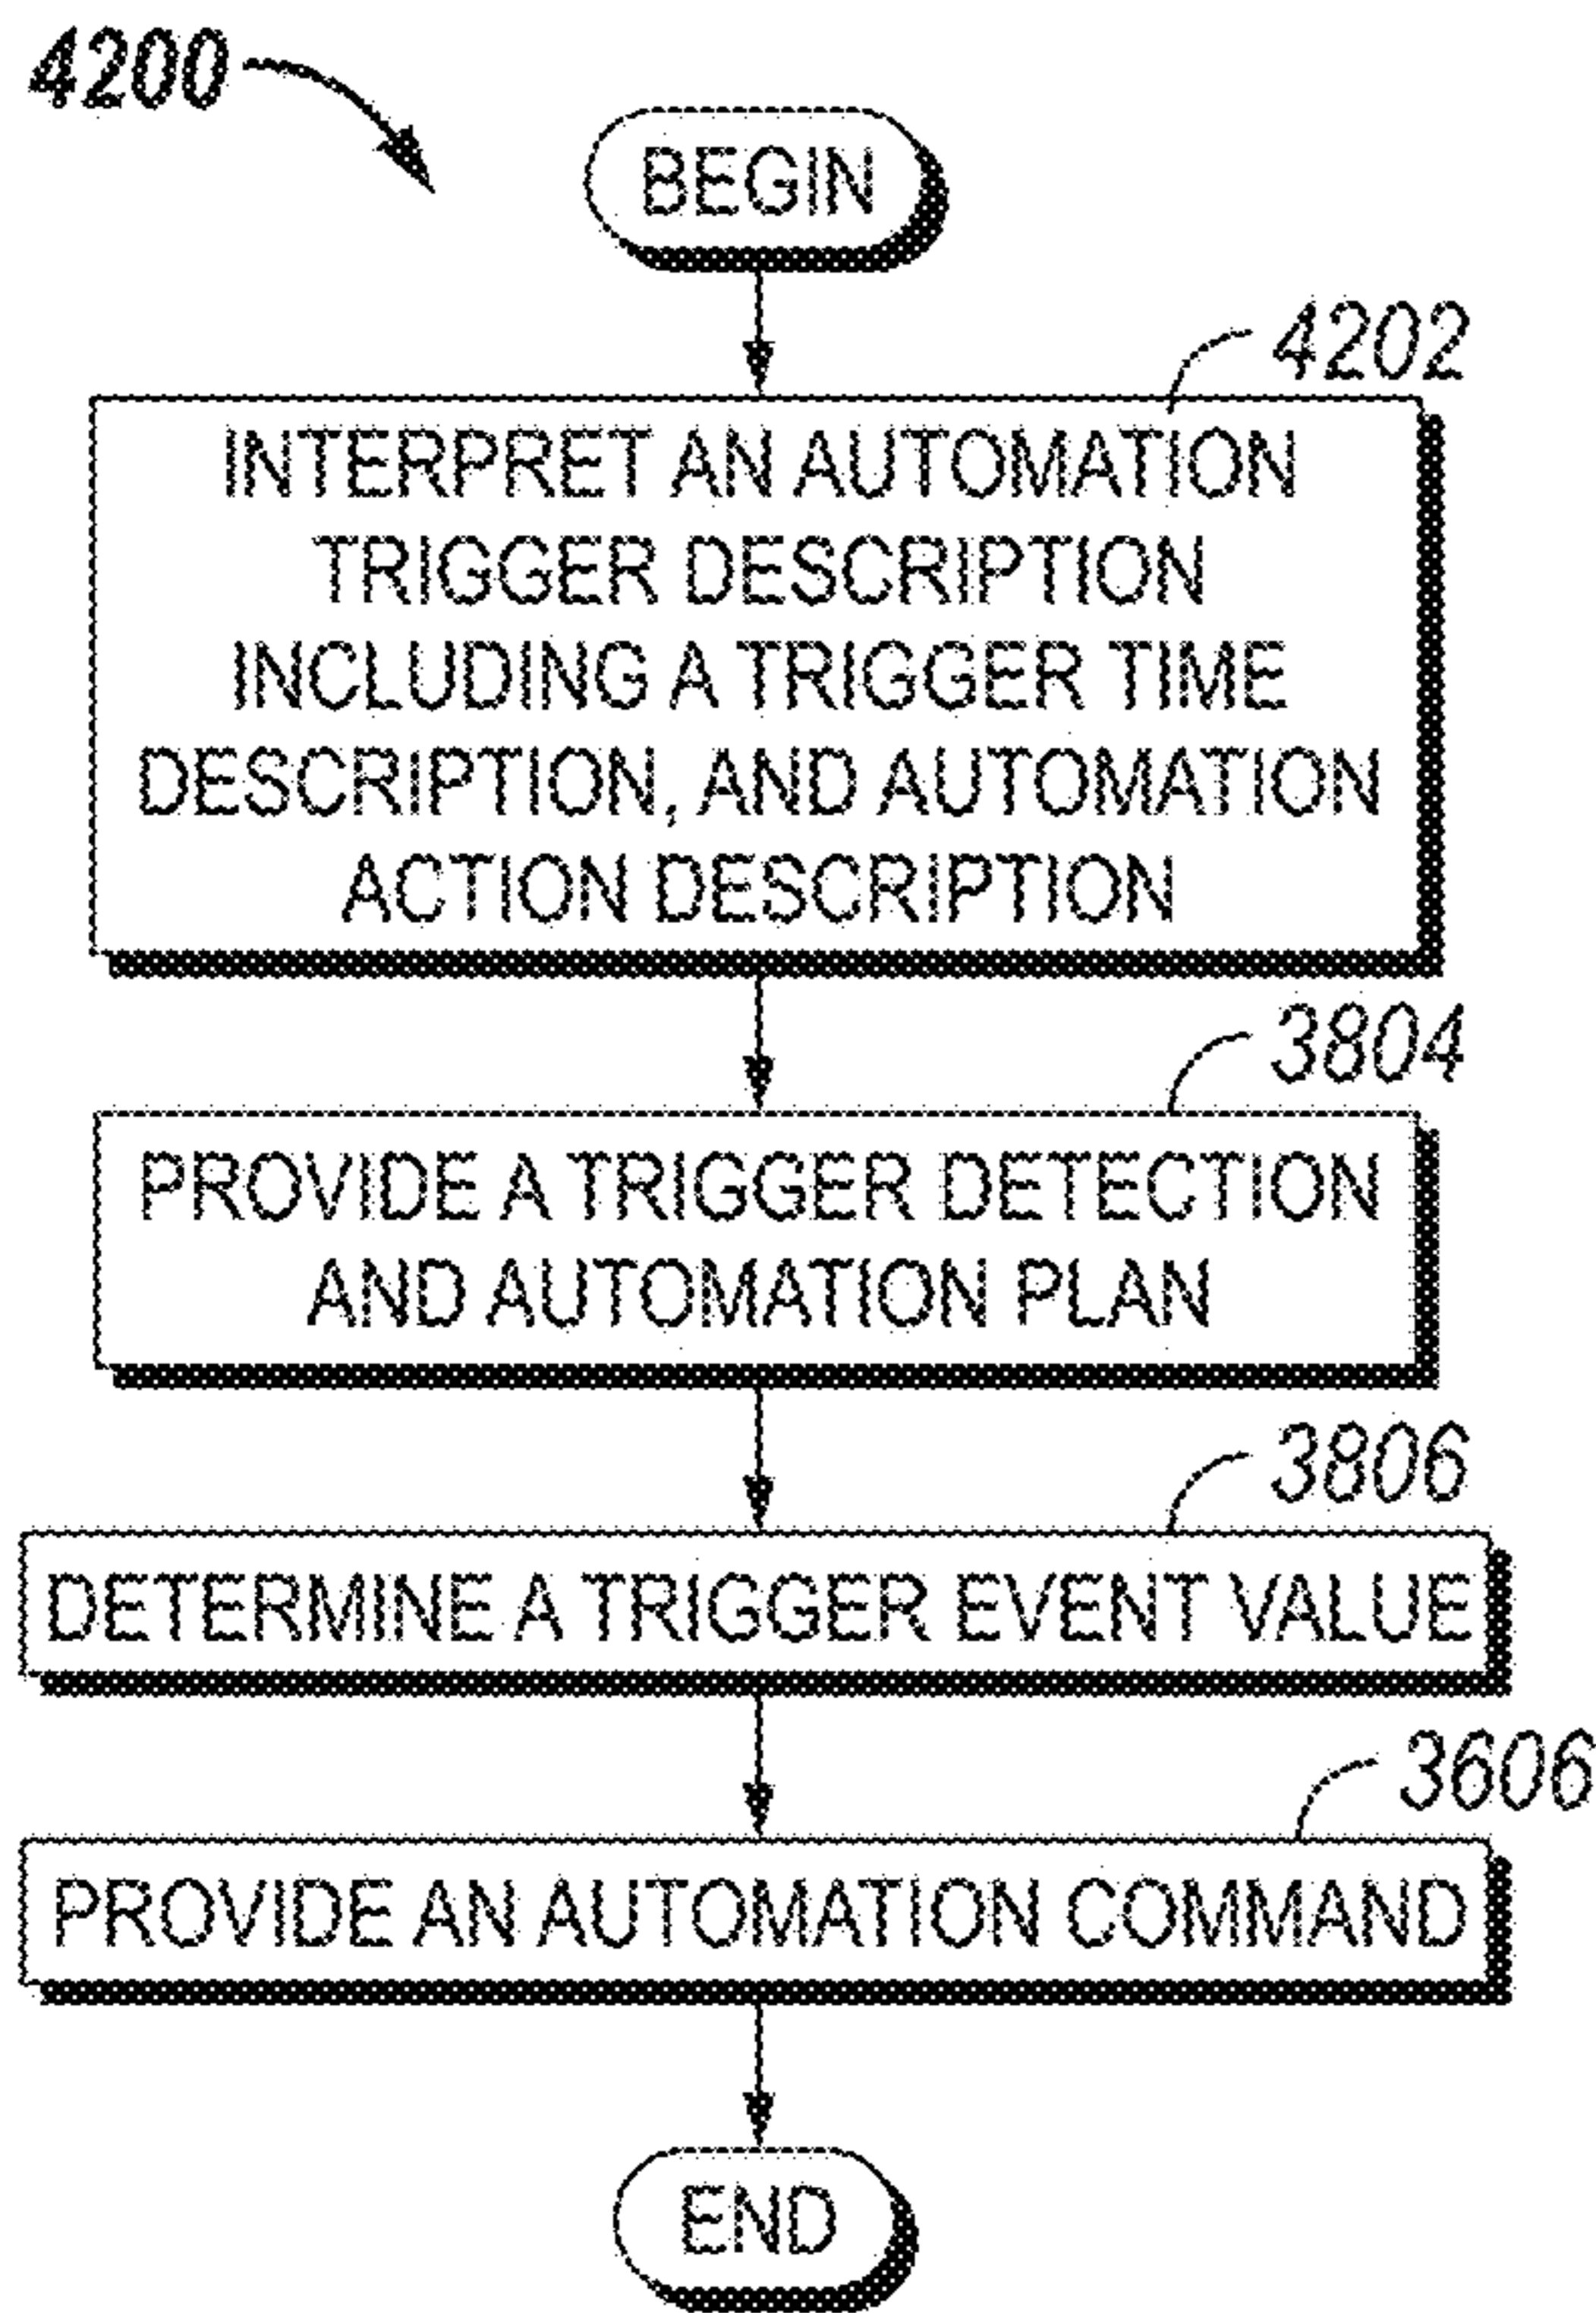 4200
BEGIN
4202
INTERPRET AN AUTOMATION
TRIGGER DESCRIPTION
INCLUDING A TRIGGER TIME
DESCRIPTION, AND AUTOMATION
ACTION DESCRIPTION
3804
PROVIDE A TRIGGER DETECTION
AND AUTOMATION PLAN
3806
DETERMINE A TRIGGER EVENT VALUE
3606
PROVIDE AN AUTOMATION COMMAND
END